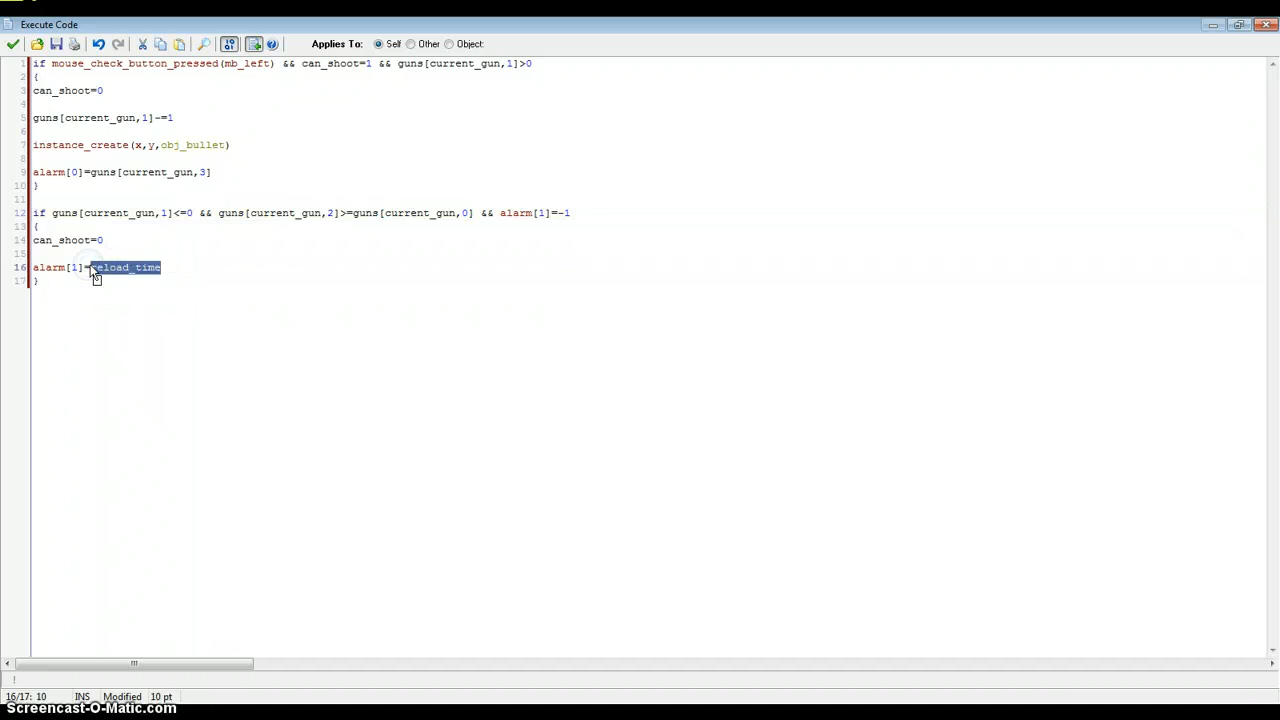 Execute Code
Applies To: Self Other Object:
1 if mouse_check_button_pressed(mb_left) && can_shoot=1 && guns[current_gun,1]>0
2 {
3 can_shoot=0
4
5 guns[current_gun,1]-=1
6
7 instance_create(x,y,obj_bullet)
8
9 alarm[0]=guns[current_gun,3]
10 }
11
12 if guns[current_gun,1]<=0 && guns[current_gun,2]>=guns[current_gun,0] && alarm[1]=-1
13 {
14 can_shoot=0
15
16 alarm[1]=reload_time
17 }
!
16/17: 10 INS Modified 10 pt
Screencast-O-Matic.com